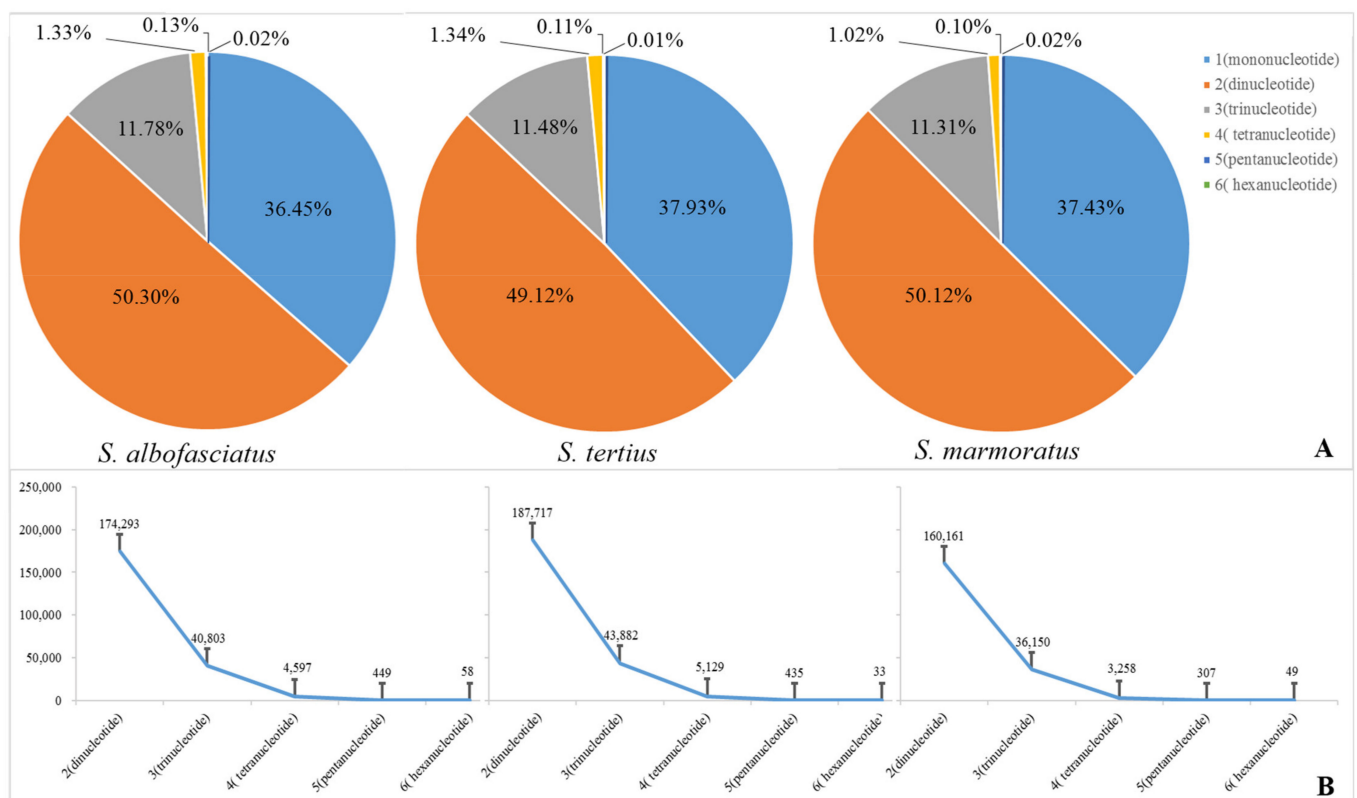 1.33%
0.13%
0.02%
11.78%
36.45%
50.30%
S. albofasciatus
1.34%
0.11%
0.01%
11.48%
37.93%
49.12%
S. tertius
1.02%
0.10%
0.02%
11.31%
37.43%
50.12%
S. marmoratus
1(mononucleotide)
2(dinucleotide)
3(trinucleotide)
4( tetranucleotide)
5(pentanucleotide)
6( hexanucleotide)
A
250,000
200,000
150,000
100,000
50,000
0
174,293
40,803
4,597
449
58
2(dinucleotide)
3(trinucleotide)
4( tetranucleotide)
5(pentanucleotide)
6( hexanucleotide)
187,717
43,882
5,129
435
33
2(dinucleotide)
3(trinucleotide)
4( tetranucleotide)
5(pentanucleotide)
6( hexanucleotide)
160,161
36,150
3,258
307
49
2(dinucleotide)
3(trinucleotide)
4( tetranucleotide)
5(pentanucleotide)
6( hexanucleotide)
B